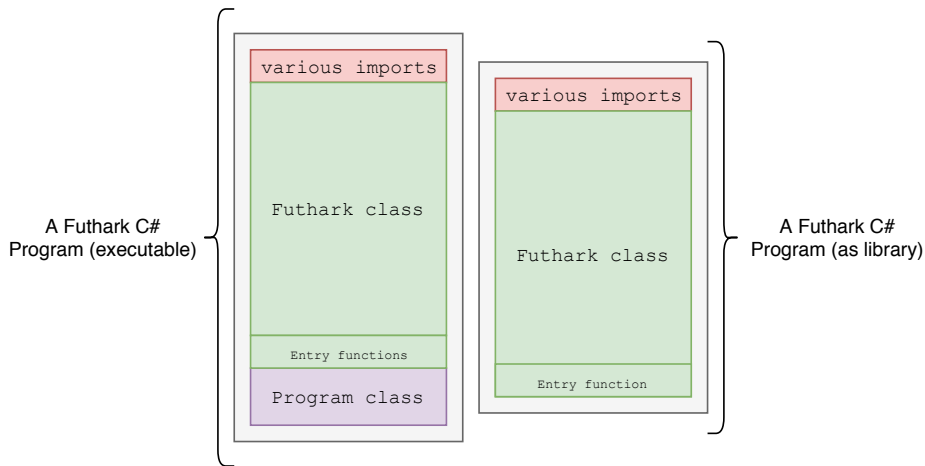 A Futhark C#
Program (executable)
various imports
Futhark class
Entry functions
Program class
various imports
Futhark class
Entry function
A Futhark C#
Program (as library)